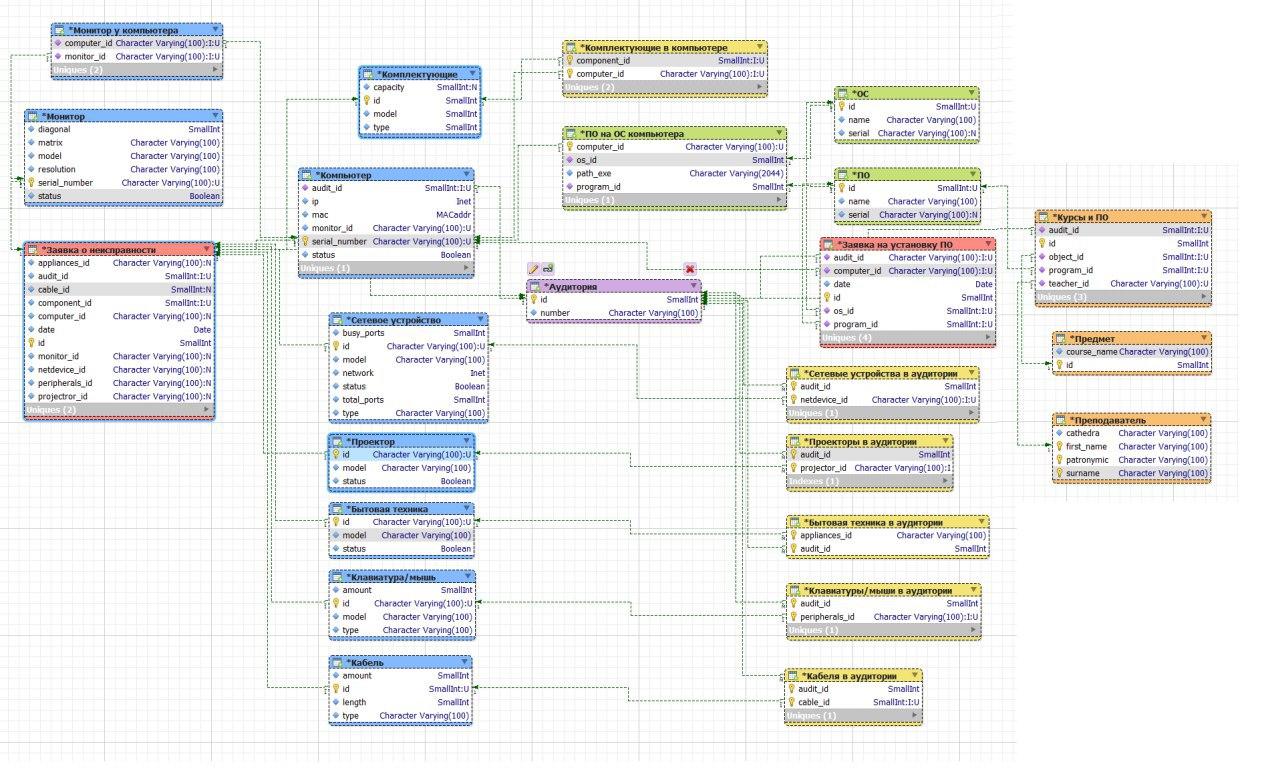 *Монитор у компьютера
computer_id Character Varying(100):I:U
monitor_id Character Varying(100):I:U
Uniques (2)
*Монитор
diagonal SmallInt
matrix Character Varying(100)
model Character Varying(100)
resolution Character Varying(100)
serial_number Character Varying(100):U
status Boolean
*Заявка о неисправности
appliances_id Character Varying(100):N
audit_id SmallInt:I:U
cable_id SmallInt:N
component_id SmallInt:I:U
computer_id Character Varying(100):N
date Date
id SmallInt
monitor_id Character Varying(100):N
netdevice_id Character Varying(100):N
peripherals_id Character Varying(100):N
projectror_id Character Varying(100):N
Uniques (2)
*Комплектующие
capacity SmallInt:N
id SmallInt
model SmallInt
type SmallInt
*Компьютер
audit_id SmallInt:I:U
ip Inet
mac MACaddr
monitor_id Character Varying(100):U
serial_number Character Varying(100):U
status Boolean
Uniques (1)
*Сетевое устройство
busy_ports SmallInt
id Character Varying(100):U
model Character Varying(100)
network Inet
status Boolean
total_ports SmallInt
type Character Varying(100)
*Проектор
id Character Varying(100):U
model Character Varying(100)
status Boolean
*Бытовая техника
id Character Varying(100):U
model Character Varying(100)
status Boolean
*Клавиатура/мышь
amount SmallInt
id Character Varying(100):U
model Character Varying(100)
type Character Varying(100)
*Кабель
amount SmallInt
id SmallInt:U
length SmallInt
type Character Varying(100)
*Комплектующие в компьютере
component_id SmallInt:I:U
computer_id Character Varying(100):I:U
Uniques (2)
*ПО на ОС компьютера
computer_id Character Varying(100):U
os_id SmallInt
path_exe Character Varying(2044)
program_id SmallInt
Uniques (1)
*Аудитория
id SmallInt
number Character Varying(100)
*ОС
id SmallInt:U
name Character Varying(100)
serial Character Varying(100):N
*ПО
id SmallInt:U
name Character Varying(100)
serial Character Varying(100):N
*Заявка на установку ПО
audit_id Character Varying(100):I:U
computer_id Character Varying(100):I:U
date Date
id SmallInt
os_id SmallInt:I:U
program_id SmallInt:I:U
Uniques (4)
*Сетевые устройства в аудитории
audit_id SmallInt
netdevice_id Character Varying(100):I:U
Uniques (1)
*Проекторы в аудитории
audit_id SmallInt
projector_id Character Varying(100):I
Indexes (1)
*Бытовая техника в аудитории
appliances_id Character Varying(100)
audit_id SmallInt
*Клавиатуры/мыши в аудитории
audit_id SmallInt
peripherals_id Character Varying(100):I:U
Uniques (1)
*Кабеля в аудитории
audit_id SmallInt
cable_id SmallInt:I:U
Uniques (1)
*Курсы и ПО
audit_id SmallInt:I:U
id SmallInt
object_id SmallInt:I:U
program_id SmallInt:I:U
teacher_id Character Varying(100):I:U
Uniques (3)
*Предмет
course_name Character Varying(100)
id SmallInt
*Преподаватель
cathedra Character Varying(100)
first_name Character Varying(100)
patronymic Character Varying(100)
surname Character Varying(100)